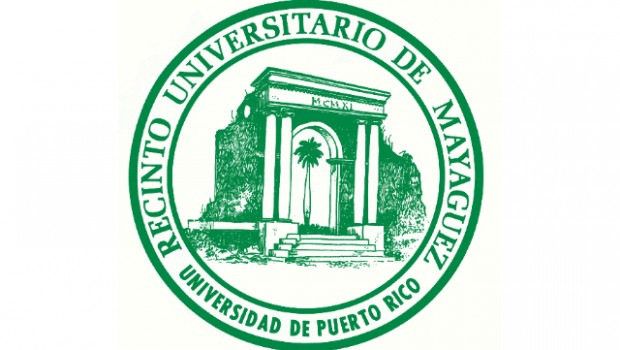 RECINTO UNIVERSITARIO DE MAYAGUEZ
MCMXI
UNIVERSIDAD DE PUERTO RICO